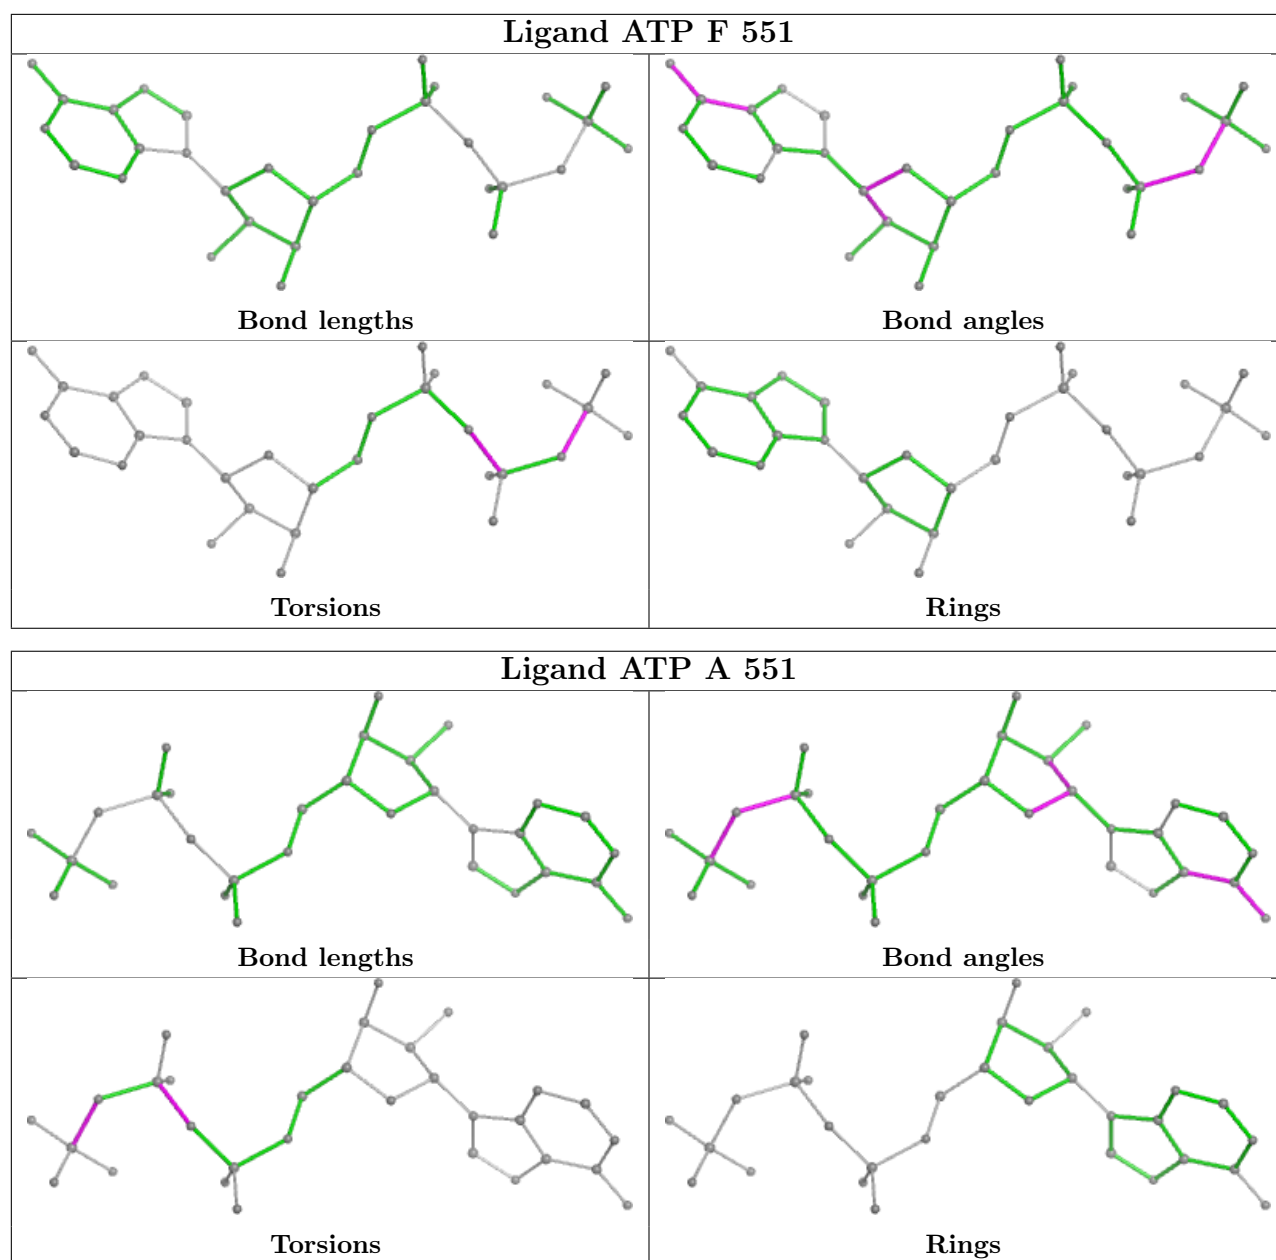 Ligand ATP F 551
Bond lengths
Bond angles
Torsions
Rings
Ligand ATP A 551
Bond lengths
Bond angles
Torsions
Rings